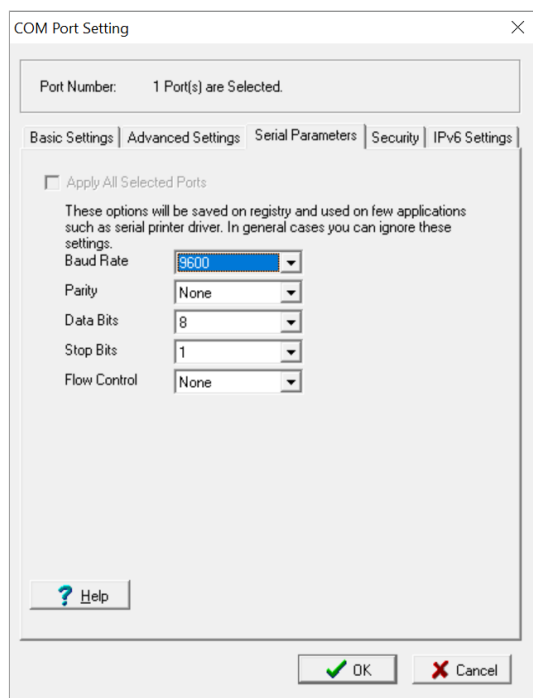 COM Port Setting
Port Number: 1 Port(s) are Selected.
Basic Settings Advanced Settings Serial Parameters Security IPv6 Settings
Apply All Selected Ports
These options will be saved on registry and used on few applications
such as serial printer driver. In general cases you can ignore these
settings.
Baud Rate 9600
Parity None
Data Bits 8
Stop Bits 1
Flow Control None
Help
OK Cancel